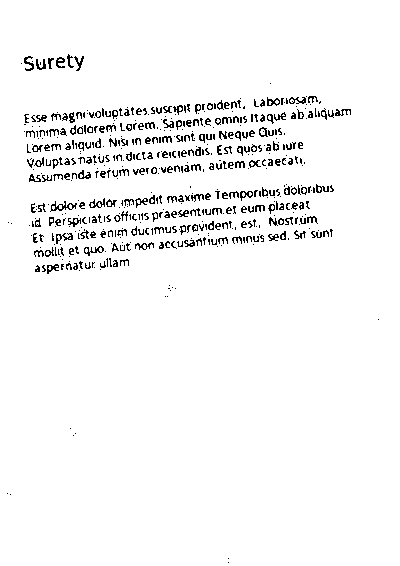 Surety
Esse magni voluptates suscipit proident, Laboriosam,
minima dolorem Lorem. Sapiente omnis Itaque ab aliquam
Lorem aliquid. Nisi in enim sint qui Neque Quis.
Voluptas natus in dicta reiciendis. Est quos ab iure
Assumenda rerum vero veniam, autem occaecati.
Est dolore dolor impedit maxime Temporibus doloribus
id Perspiciatis officiis praesentium et eum placeat
Et Ipsa iste enim ducimus provident, est, Nostrum
mollit et quo. Aut non accusantium minus sed. Sit sunt
aspernatur ullam